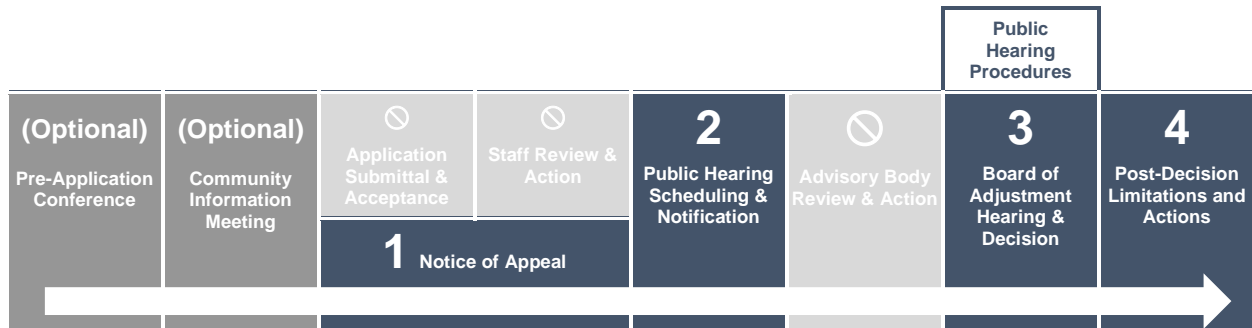 Public
Hearing
Procedures
(Optional)
Pre-Application
Conference
(Optional)
Community
Information
Meeting
Application
Submittal &
Acceptance
Staff Review &
Action
1 Notice of Appeal
2
Public Hearing
Scheduling &
Notification
Advisory Body
Review & Action
3
Board of
Adjustment
Hearing &
Decision
4
Post-Decision
Limitations and
Actions